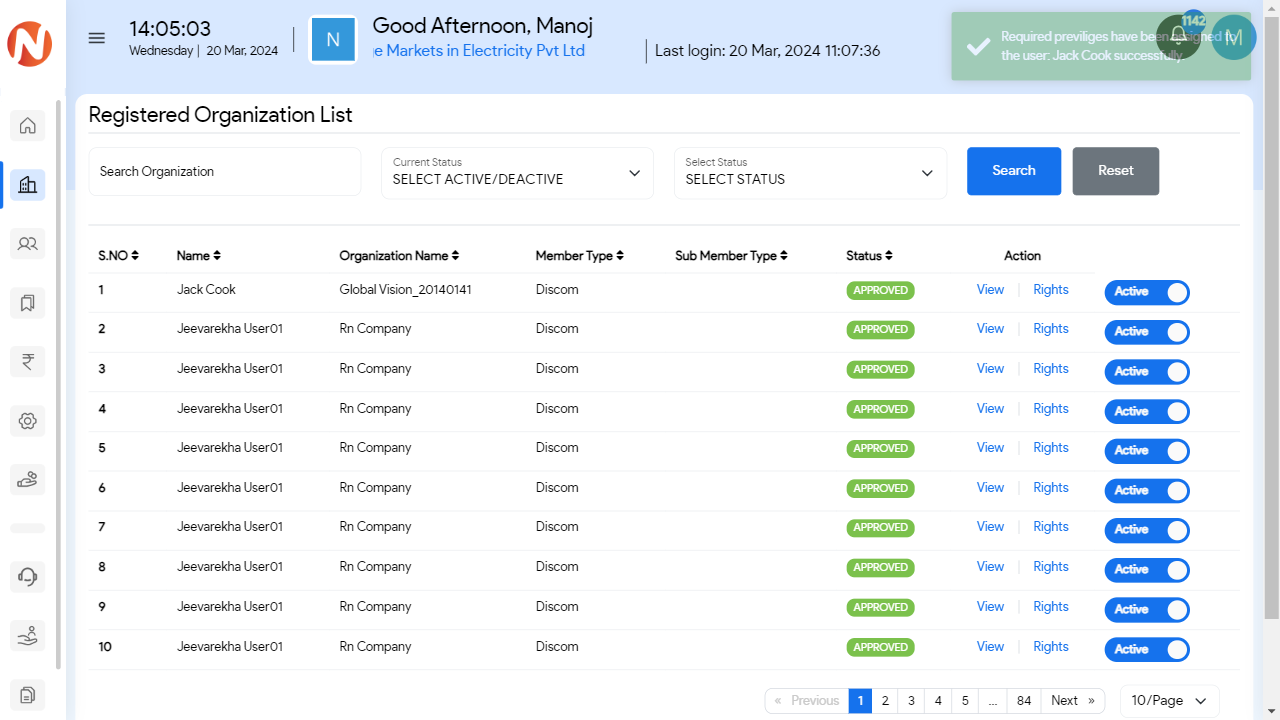 14:05:03
Wednesday | 20 Mar, 2024
N
Good Afternoon, Manoj
e Markets in Electricity Pvt Ltd
Last login: 20 Mar, 2024 11:07:36
Required previliges have been assigned to
the user: Jack Cook successfully.
1142
M
Registered Organization List
Search Organization
Current Status
SELECT ACTIVE/DEACTIVE
Select Status
SELECT STATUS
Search
Reset
S.NO Name Organization Name Member Type Sub Member Type Status Action
1 Jack Cook Global Vision_20140141 Discom APPROVED View | Rights Active
2 Jeevarekha User01 Rn Company Discom APPROVED View | Rights Active
3 Jeevarekha User01 Rn Company Discom APPROVED View | Rights Active
4 Jeevarekha User01 Rn Company Discom APPROVED View | Rights Active
5 Jeevarekha User01 Rn Company Discom APPROVED View | Rights Active
6 Jeevarekha User01 Rn Company Discom APPROVED View | Rights Active
7 Jeevarekha User01 Rn Company Discom APPROVED View | Rights Active
8 Jeevarekha User01 Rn Company Discom APPROVED View | Rights Active
9 Jeevarekha User01 Rn Company Discom APPROVED View | Rights Active
10 Jeevarekha User01 Rn Company Discom APPROVED View | Rights Active
« Previous 1 2 3 4 5 ... 84 Next » 10/Page